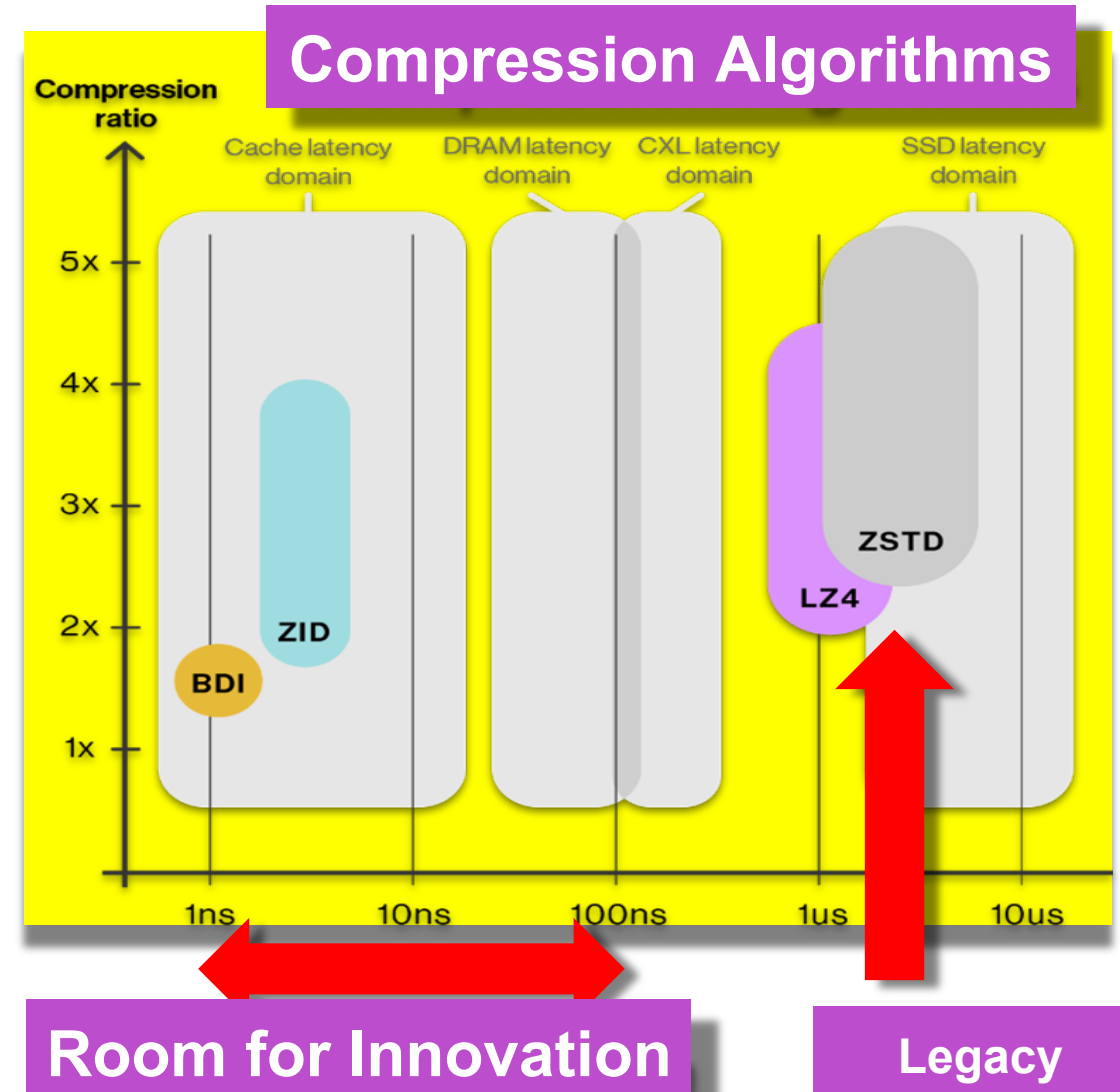 Compression Algorithms
Compression
ratio
Cache latency
domain
DRAM latency
domain
CXL latency
domain
SSD latency
domain
5x
4x
3x
2x
1x
ZSTD
LZ4
ZID
BDI
1ns
10ns
100ns
1us
10us
Room for Innovation
Legacy